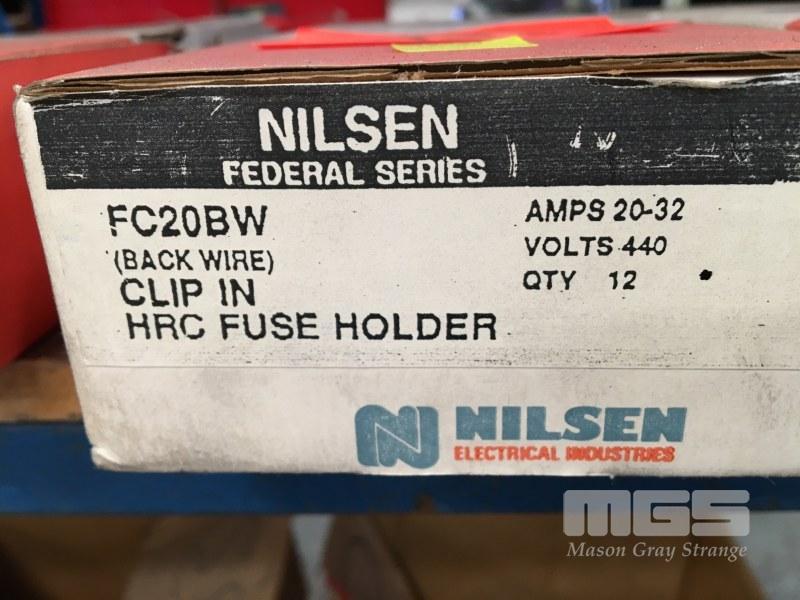 NILSEN
FEDERAL SERIES
FC20BW
(BACK WIRE)
CLIP IN
HRC FUSE HOLDER
AMPS 20-32
VOLTS 440
QTY 12
NILSEN
ELECTRICAL INDUSTRIES
MGS
Mason Gray Strange